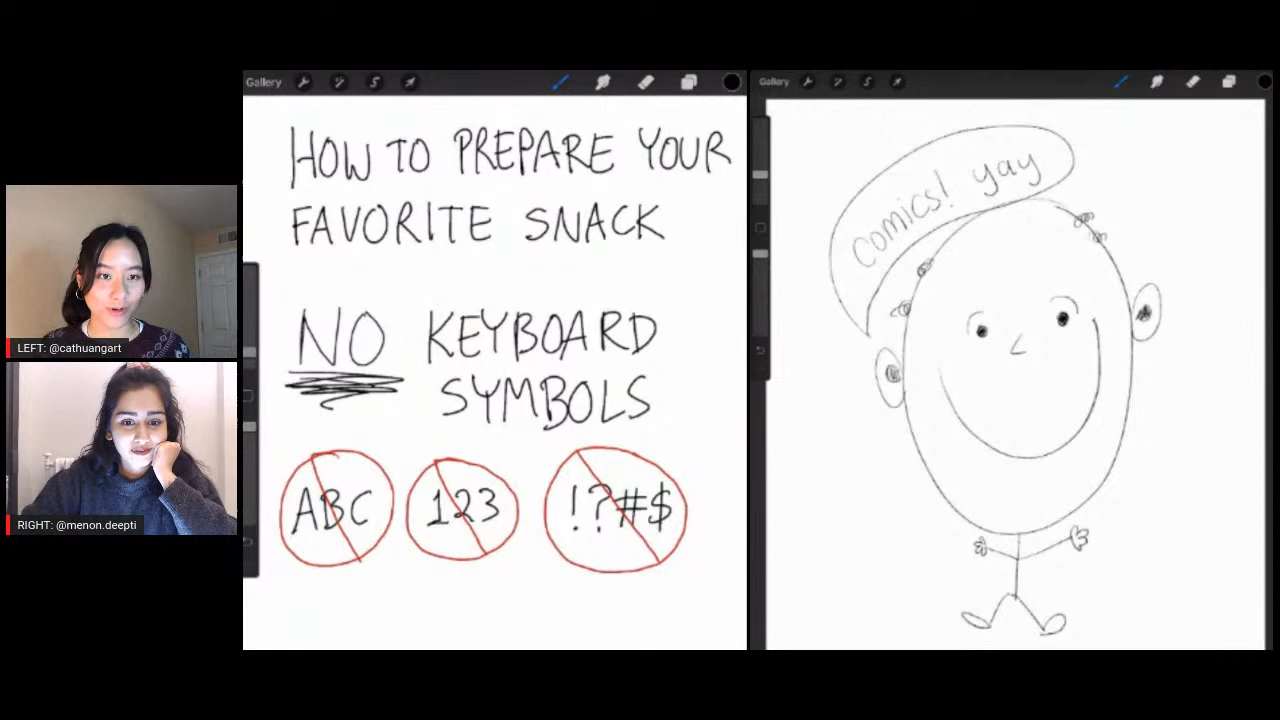 Gallery
HOW TO PREPARE YOUR
FAVORITE SNACK
NO KEYBOARD
SYMBOLS
ABC 123 !?#$
Gallery
Comics! yay
LEFT: @cathuangart
RIGHT: @menon.deepti